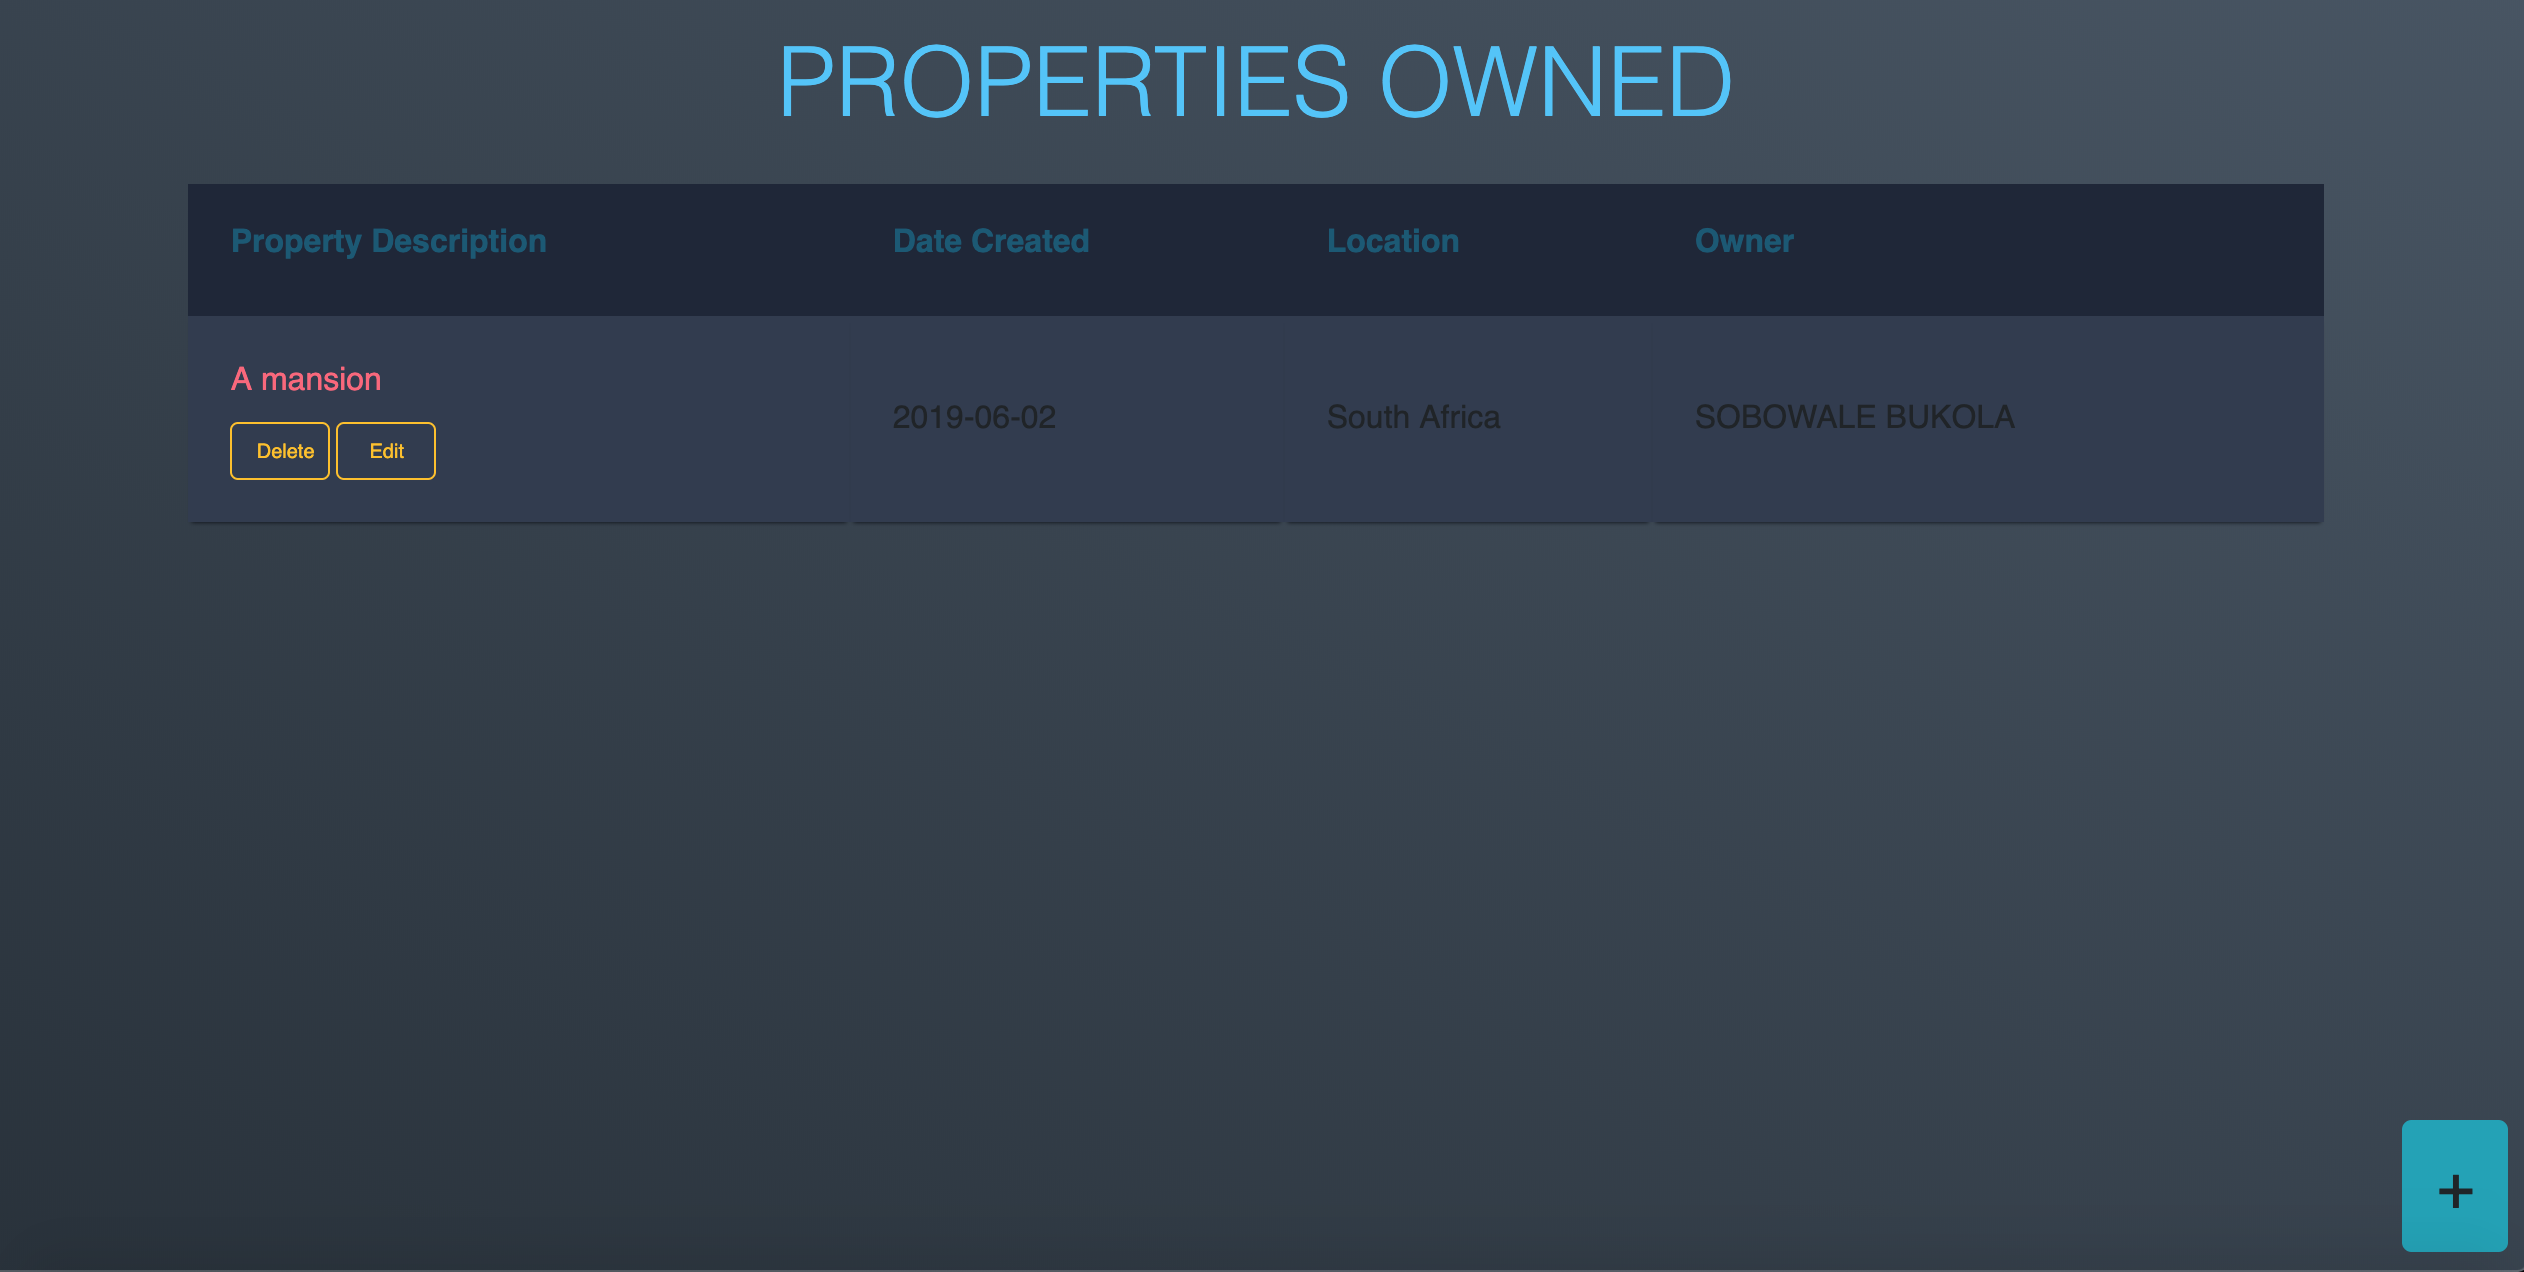 PROPERTIES OWNED
Property Description Date Created Location Owner
A mansion
2019-06-02 South Africa SOBOWALE BUKOLA
Delete Edit
+